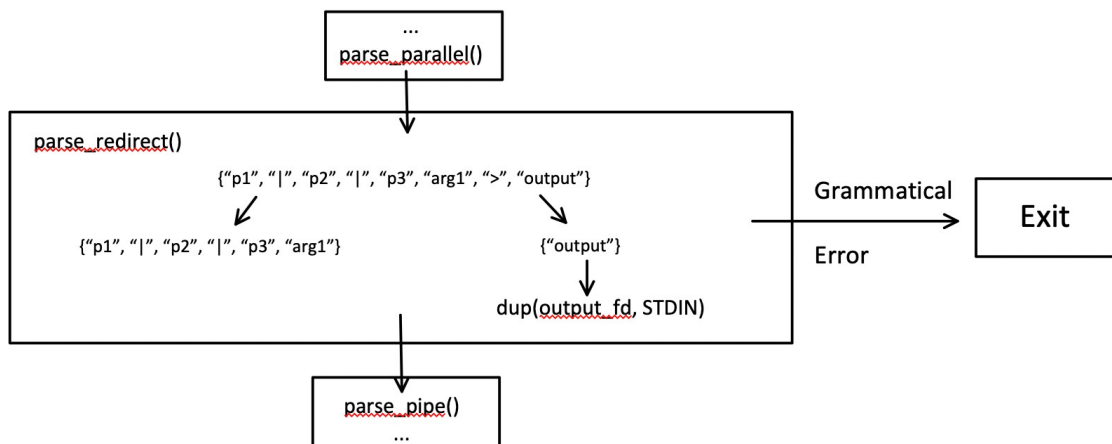 ...
parse_parallel()
parse_redirect()
{“p1”, “|”, “p2”, “|”, “p3”, “arg1”, “>”, “output”}
{“p1”, “|”, “p2”, “|”, “p3”, “arg1”}
{“output”}
dup(output_fd, STDIN)
Grammatical
Error
Exit
parse_pipe()
...